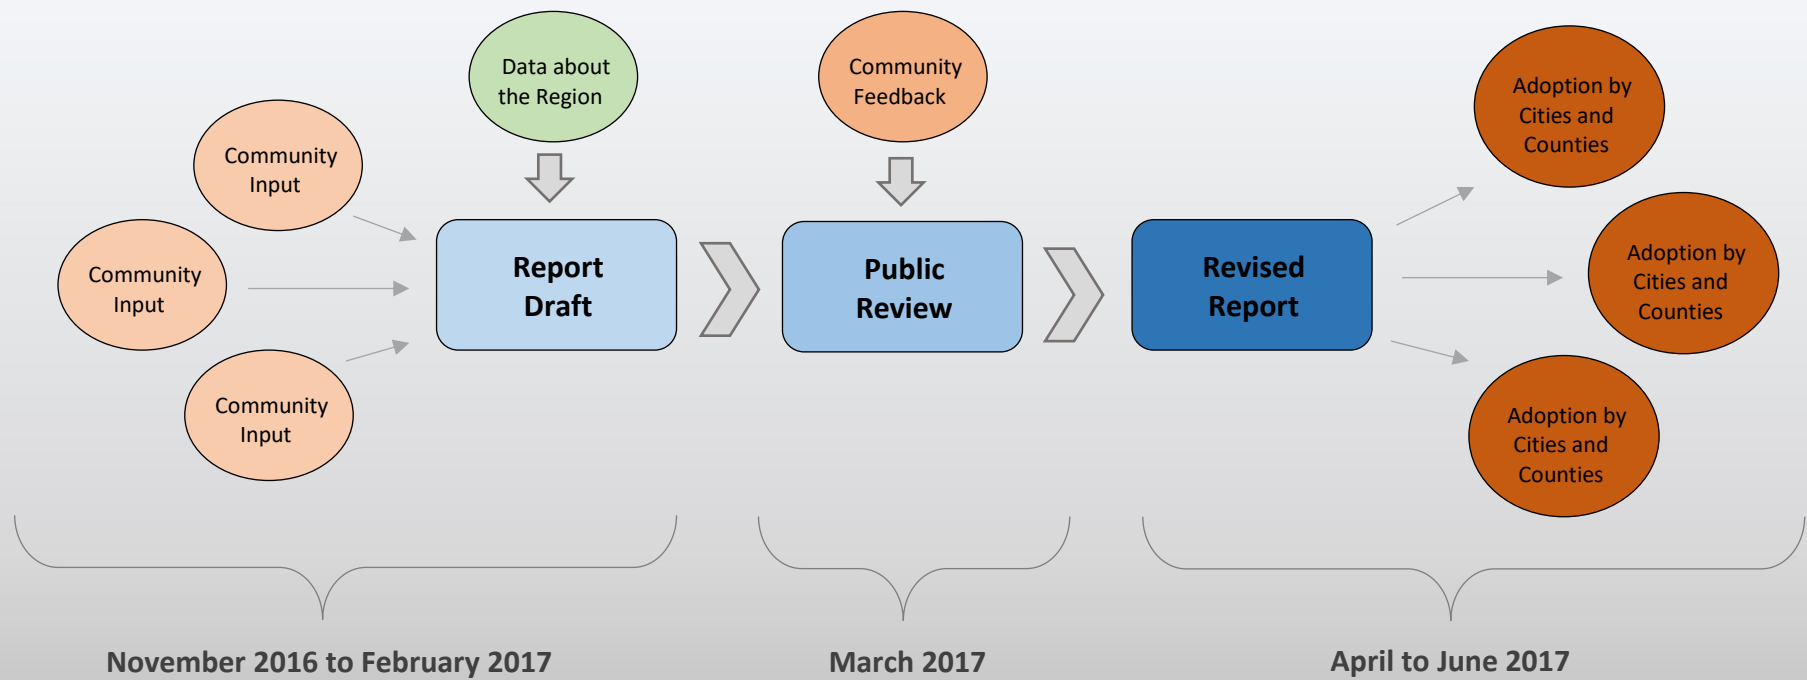 Data about
the Region
Community
Feedback
Adoption by
Cities and
Counties
Community
Input
Community
Input
Report
Draft
Public
Review
Revised
Report
Adoption by
Cities and
Counties
Community
Input
Adoption by
Cities and
Counties
November 2016 to February 2017
March 2017
April to June 2017